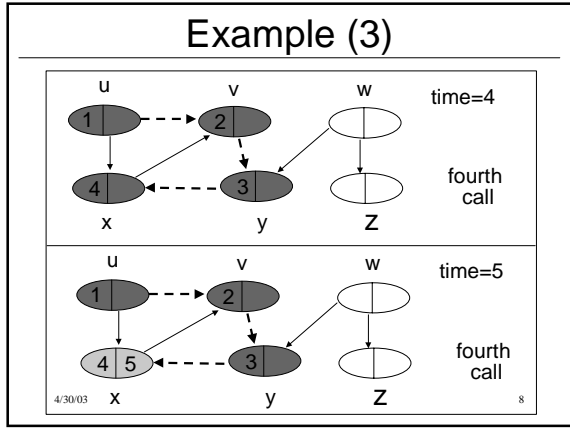 Example (3)
u v w time=4
1 2
4 3 fourth
call
x y z
u v w time=5
1 2
4 5 3 fourth
call
4/30/03 x y z 8